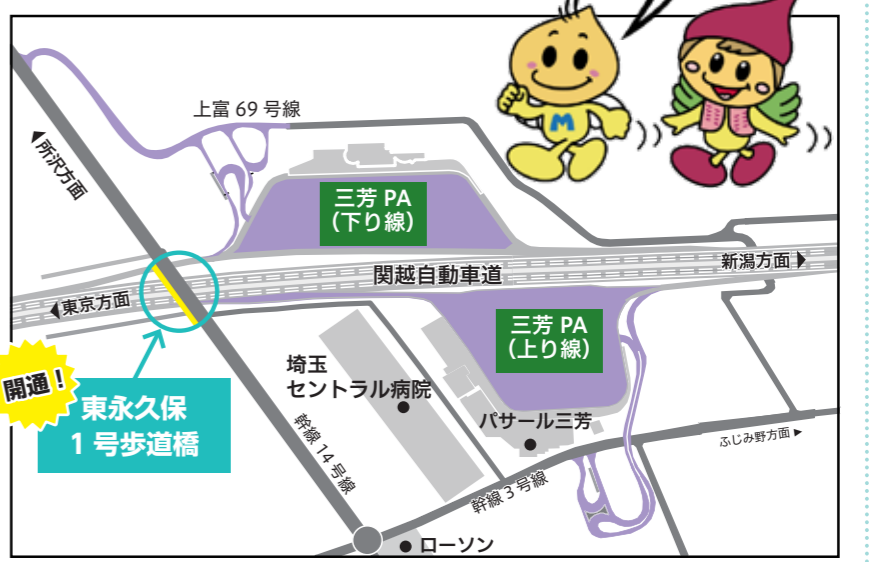 M
上富 69 号線
◀所沢方面
三芳 PA
（下り線）
関越自動車道
新潟方面▶
◀東京方面
三芳 PA
（上り線）
開通！
東永久保
1 号歩道橋
埼玉
セントラル病院
パサール三芳
幹線 14 号線
幹線 3 号線
ふじみ野方面 ▶
ローソン